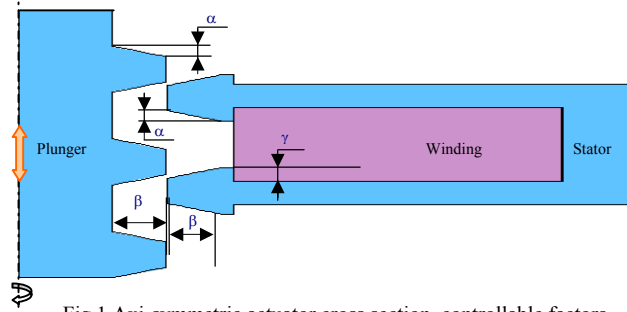 α
α
γ
Plunger
Winding
Stator
β
β
Fig 1 Axi-symmetric actuator cross section, controllable factors